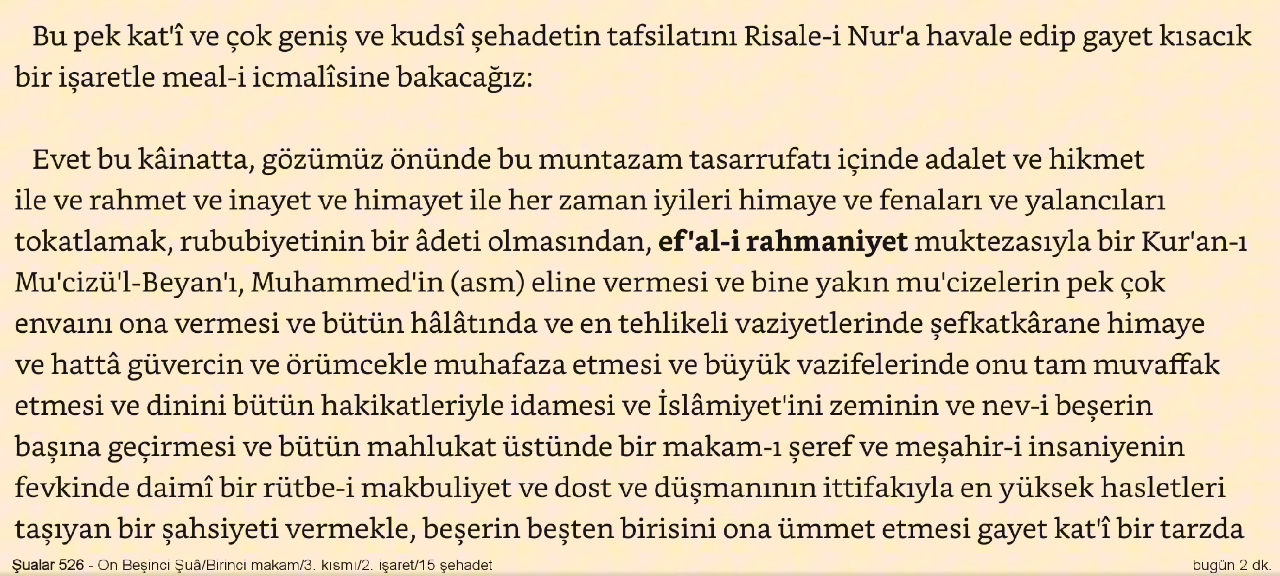 Bu pek kat'î ve çok geniş ve kudsî şehadetin tafsilatını Risale-i Nur'a havale edip gayet kısacık
bir işaretle meal-i icmalîsine bakacağız:
Evet bu kâinatta, gözümüz önünde bu muntazam tasarrufatı içinde adalet ve hikmet
ile ve rahmet ve inayet ve himayet ile her zaman iyileri himaye ve fenaları ve yalancıları
tokatlamak, rububiyetinin bir âdeti olmasından, ef'al-i rahmaniyet muktezasıyla bir Kur'an-ı
Mu'cizü'l-Beyan'ı, Muhammed'in (asm) eline vermesi ve bine yakın mu'cizelerin pek çok
envaını ona vermesi ve bütün hâlâtında ve en tehlikeli vaziyetlerinde şefkatkârane himaye
ve hattâ güvercin ve örümcekle muhafaza etmesi ve büyük vazifelerinde onu tam muvaffak
etmesi ve dinini bütün hakikatleriyle idamesi ve İslâmiyet'ini zeminin ve nev-i beşerin
başına geçirmesi ve bütün mahlukat üstünde bir makam-ı şeref ve meşahir-i insaniyenin
fevkinde daimî bir rütbe-i makbuliyet ve dost ve düşmanının ittifakıyla en yüksek hasletleri
taşıyan bir şahsiyeti vermekle, beşerin beşten birisini ona ümmet etmesi gayet kat'î bir tarzda
Şualar 526 - On Beşinci Şuâ/Birinci makam/3. kısmı/2. işaret/15 şehadet bugün 2 dk.